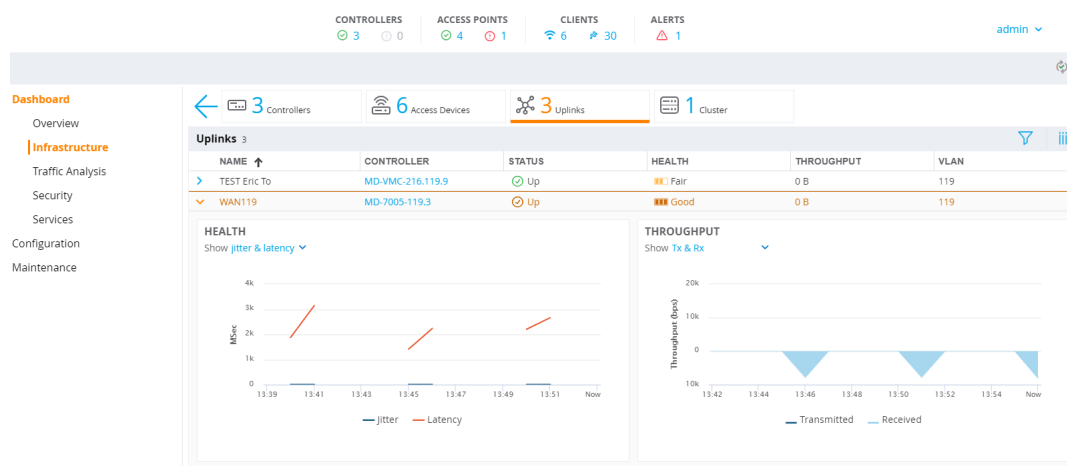 CONTROLLERS ACCESS POINTS CLIENTS ALERTS
3 0 4 1 6 30 1
admin
Dashboard
Overview
Infrastructure
Traffic Analysis
Security
Services
Configuration
Maintenance
3 Controllers 6 Access Devices 3 Uplinks 1 Cluster
Uplinks 3
NAME CONTROLLER STATUS HEALTH THROUGHPUT VLAN
TEST Eric To MD-VMC-216.119.9 Up Fair 0 B 119
WAN119 MD-7005-119.3 Up Good 0 B 119
HEALTH
Show jitter & latency
4k
3k
2k
1k
0
MSec
13:39 13:41 13:43 13:45 13:47 13:49 13:51 Now
Jitter Latency
THROUGHPUT
Show Tx & Rx
20k
10k
0
10k
Throughput (bps)
13:42 13:44 13:46 13:48 13:50 13:52 13:54 Now
Transmitted Received